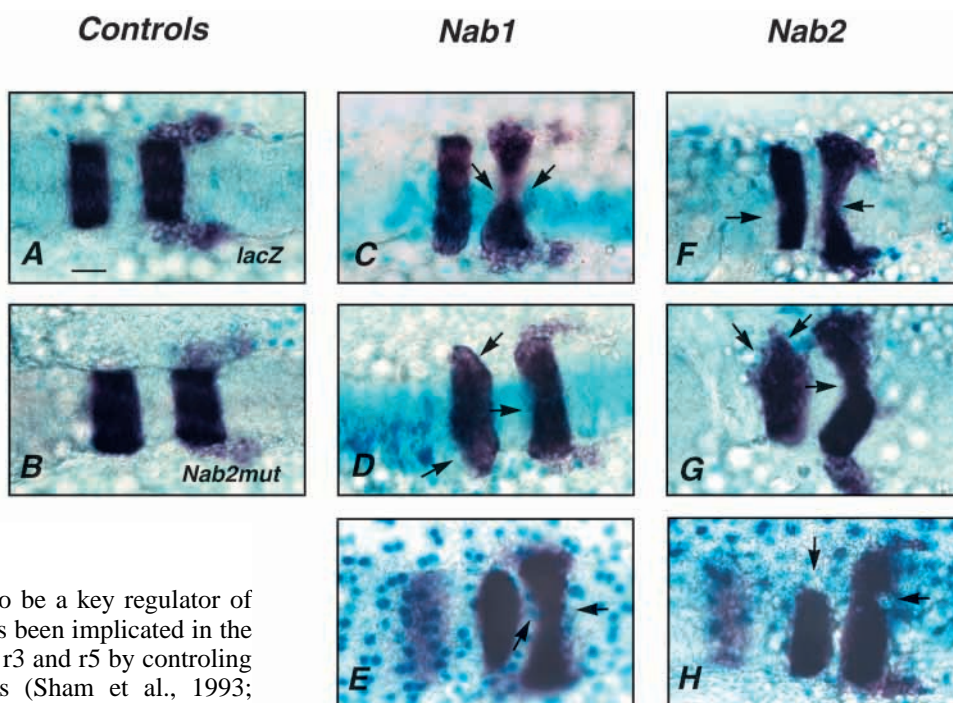 Controls
Nab1
Nab2
A
lacZ
C
F
B
Nab2mut
D
G
E
H
o be a key regulator of
s been implicated in the
r3 and r5 by controling
s (Sham et al., 1993;